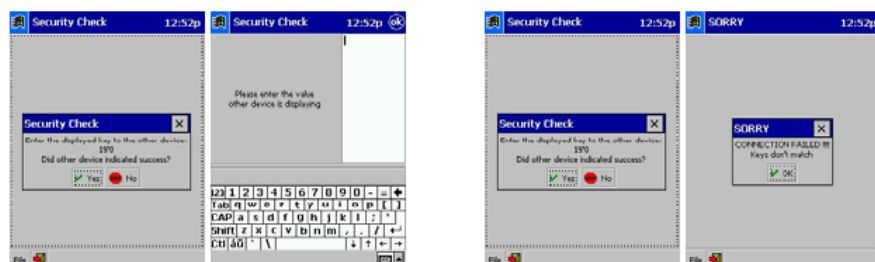 Security Check 12:52p
Security Check
Enter the displayed key to the other device:
1970
Did other device indicated success?
Yes No
File
Security Check 12:52p ok
Please enter the value
other device is displaying
123 1 2 3 4 5 6 7 8 9 0 - =
Tab q w e r t y u i o p [ ]
CAP a s d f g h j k l ; '
Shift z x c v b n m , . /
Ctl áü ` \
Security Check 12:52p
Security Check
Enter the displayed key to the other device:
1970
Did other device indicated success?
Yes No
File
SORRY 12:52p
SORRY
CONNECTION FAILED !!!
Keys don't match
OK
File